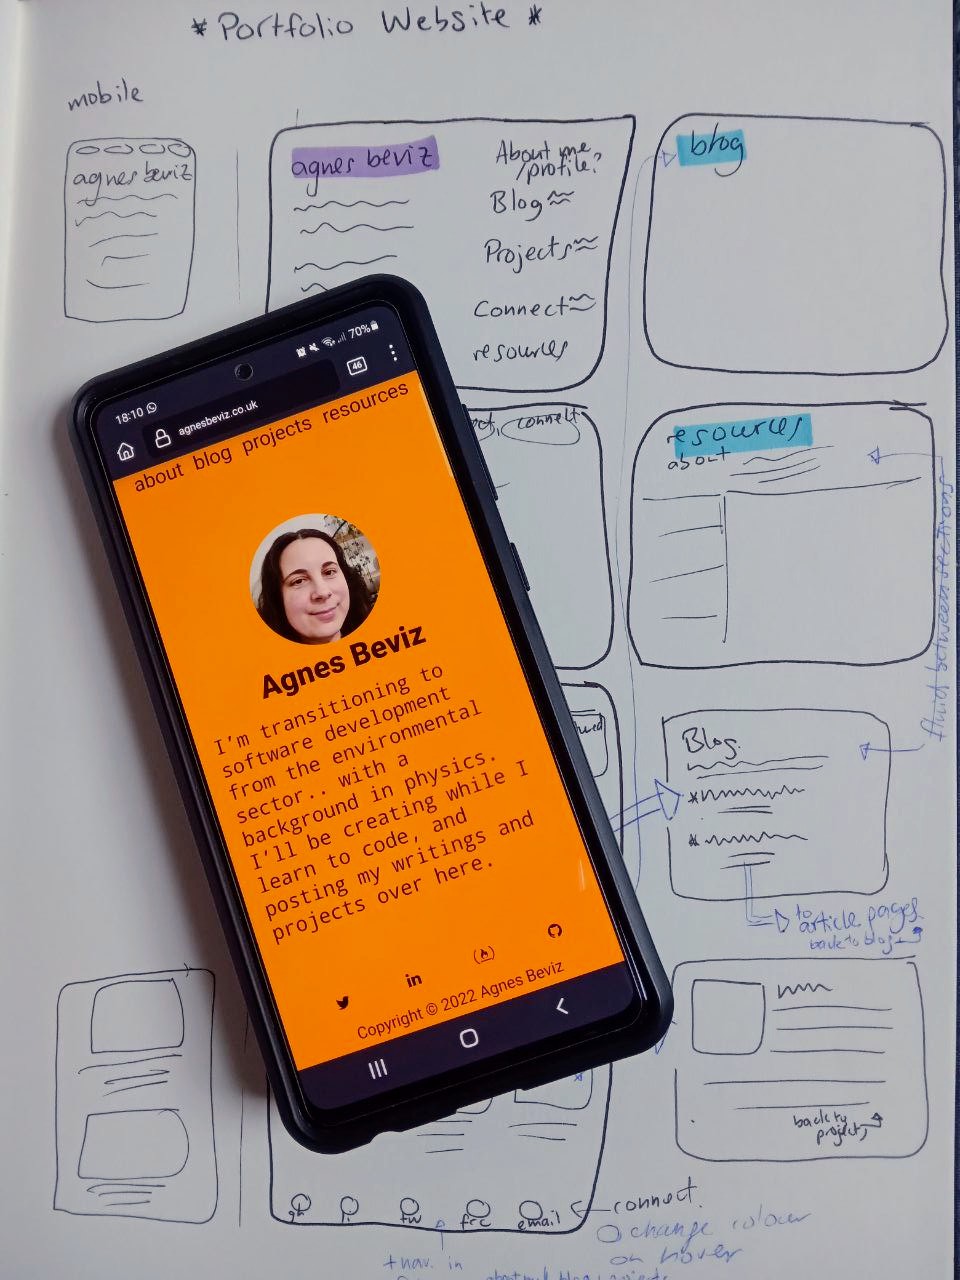 * Portfolio Website *
mobile
agnes beviz
agnes beviz
About me
/profile?
Blog
Projects
Connect
resources
blog
connect
resources
about
fluid between sections
18:10
70%
agnesbeviz.co.uk
46
about blog projects resources
Agnes Beviz
I'm transitioning to
software development
from the environmental
sector.. with a
background in physics.
I'll be creating while I
learn to code, and
posting my writings and
projects over here.
in
Copyright © 2022 Agnes Beviz
Blog.
to
article pages
back to blog
back to
projects
gh
li
tw
fcc
email
connect.
change colour
on hover
+nav. in